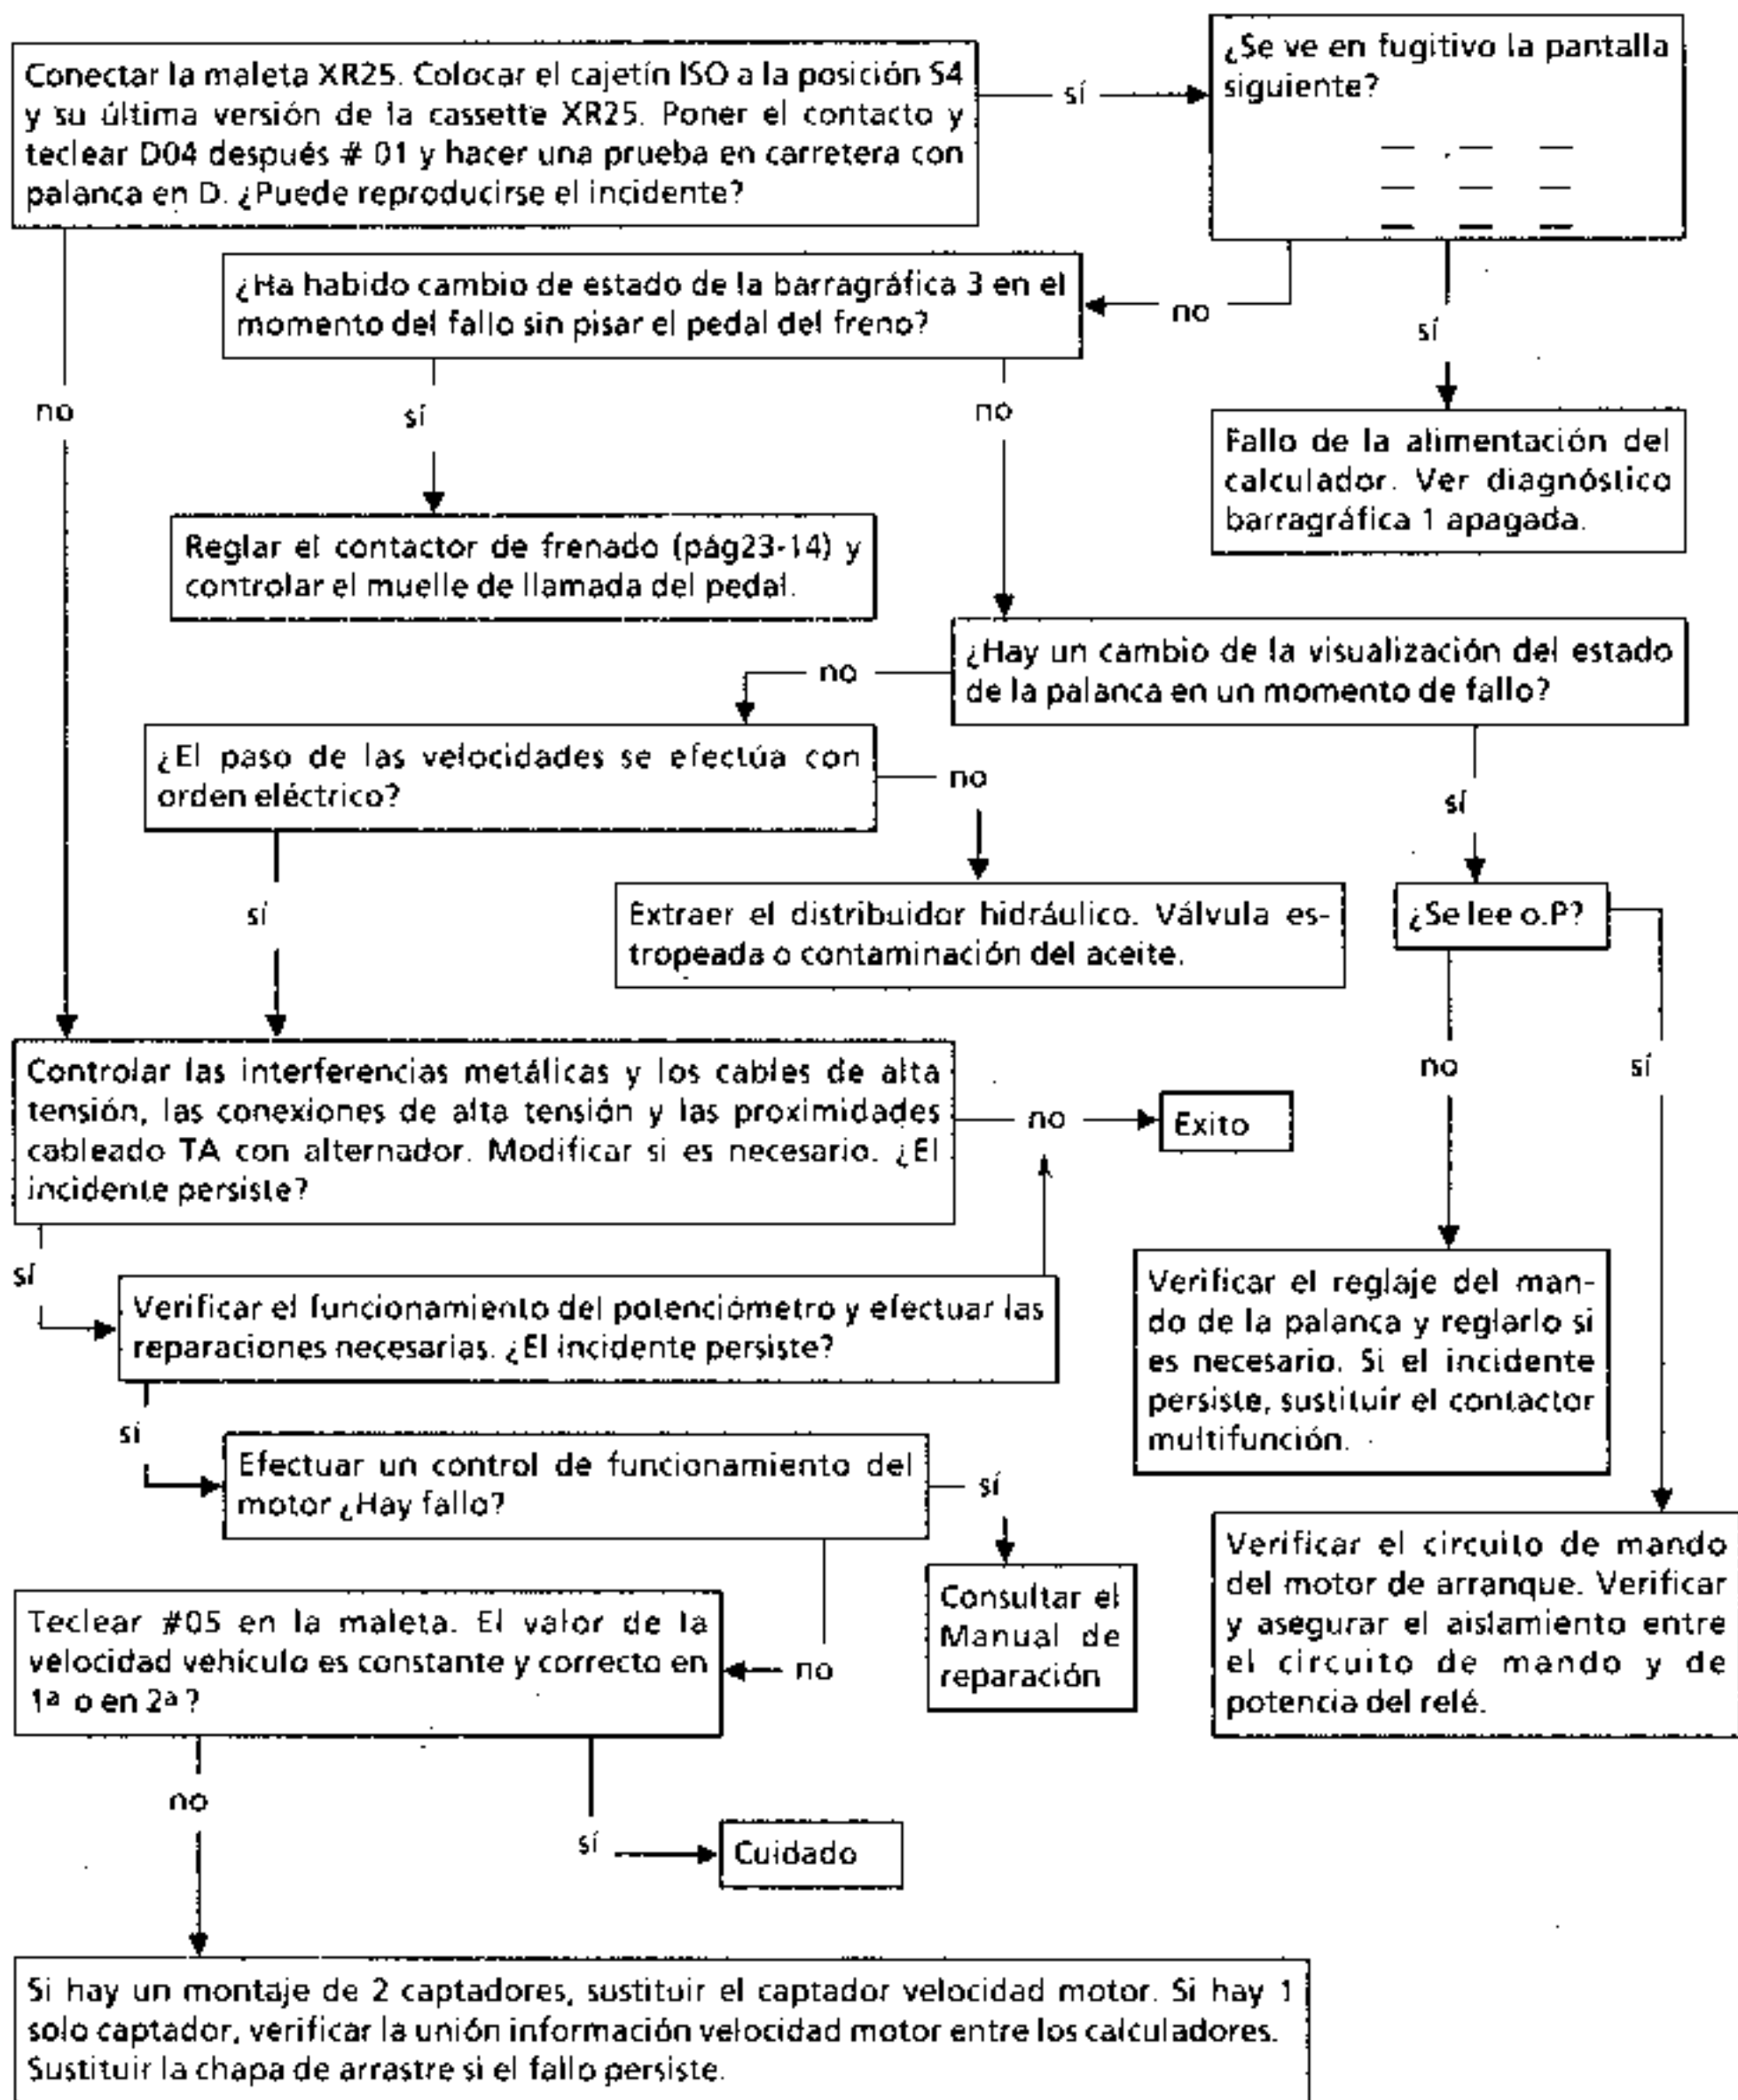 Conectar la maleta XR25. Colocar el cajetín ISO a la posición S4
y su última versión de la cassette XR25. Poner el contacto y
teclear D04 después # 01 y hacer una prueba en carretera con
palanca en D. ¿Puede reproducirse el incidente?
sí
¿Se ve en fugitivo la pantalla
siguiente?
— . — —
— — —
— — —
¿Ha habido cambio de estado de la barragráfica 3 en el
momento del fallo sin pisar el pedal del freno?
no
sí
no
sí
no
Fallo de la alimentación del
calculador. Ver diagnóstico
barragráfica 1 apagada.
Reglar el contactor de frenado (pág23-14) y
controlar el muelle de llamada del pedal.
¿Hay un cambio de la visualización del estado
de la palanca en un momento de fallo?
no
¿El paso de las velocidades se efectúa con
orden eléctrico?
no
sí
sí
Extraer el distribuidor hidráulico. Válvula es-
tropeada o contaminación del aceite.
¿Se lee o.P?
no
sí
Controlar las interferencias metálicas y los cables de alta
tensión, las conexiones de alta tensión y las proximidades
cableado TA con alternador. Modificar si es necesario. ¿El
incidente persiste?
no
Exito
sí
Verificar el funcionamiento del potenciómetro y efectuar las
reparaciones necesarias. ¿El incidente persiste?
Verificar el reglaje del man-
do de la palanca y reglarlo si
es necesario. Si el incidente
persiste, sustituir el contactor
multifunción.
sí
Efectuar un control de funcionamiento del
motor ¿Hay fallo?
sí
Consultar el
Manual de
reparación
Verificar el circuito de mando
del motor de arranque. Verificar
y asegurar el aislamiento entre
el circuito de mando y de
potencia del relé.
Teclear #05 en la maleta. El valor de la
velocidad vehículo es constante y correcto en
1ª o en 2ª?
no
no
sí
Cuidado
Si hay un montaje de 2 captadores, sustituir el captador velocidad motor. Si hay 1
solo captador, verificar la unión información velocidad motor entre los calculadores.
Sustituir la chapa de arrastre si el fallo persiste.